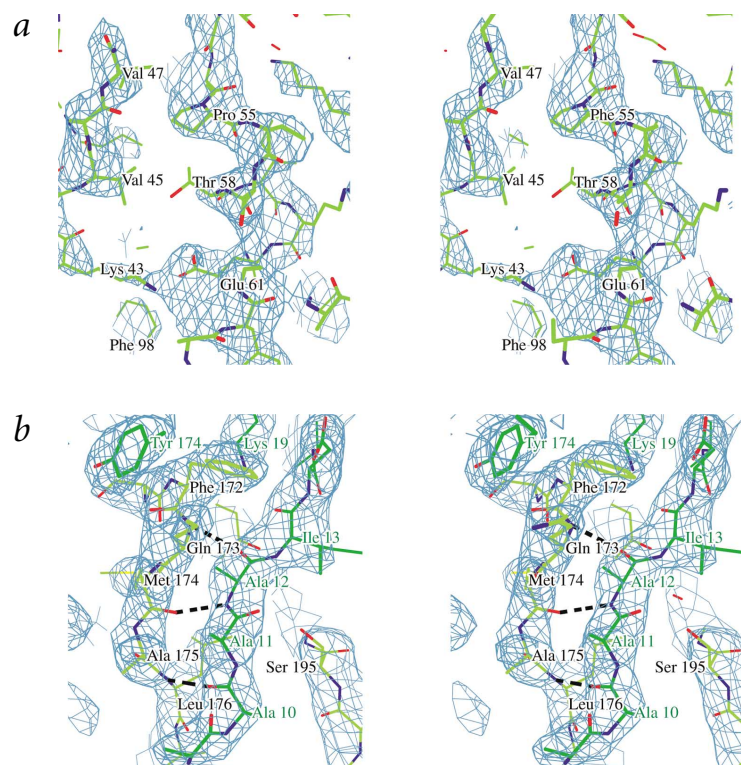 a
Val 47
Pro 55
Val 45
Thr 58
Lys 43
Glu 61
Phe 98
Val 47
Phe 55
Val 45
Thr 58
Lys 43
Glu 61
Phe 98
b
Tyr 174
Lys 19
Phe 172
Ile 13
Gln 173
Met 174
Ala 12
Ala 11
Ala 175
Ser 195
Leu 176
Ala 10
Tyr 174
Lys 19
Phe 172
Ile 13
Gln 173
Met 174
Ala 12
Ala 11
Ala 175
Ser 195
Leu 176
Ala 10